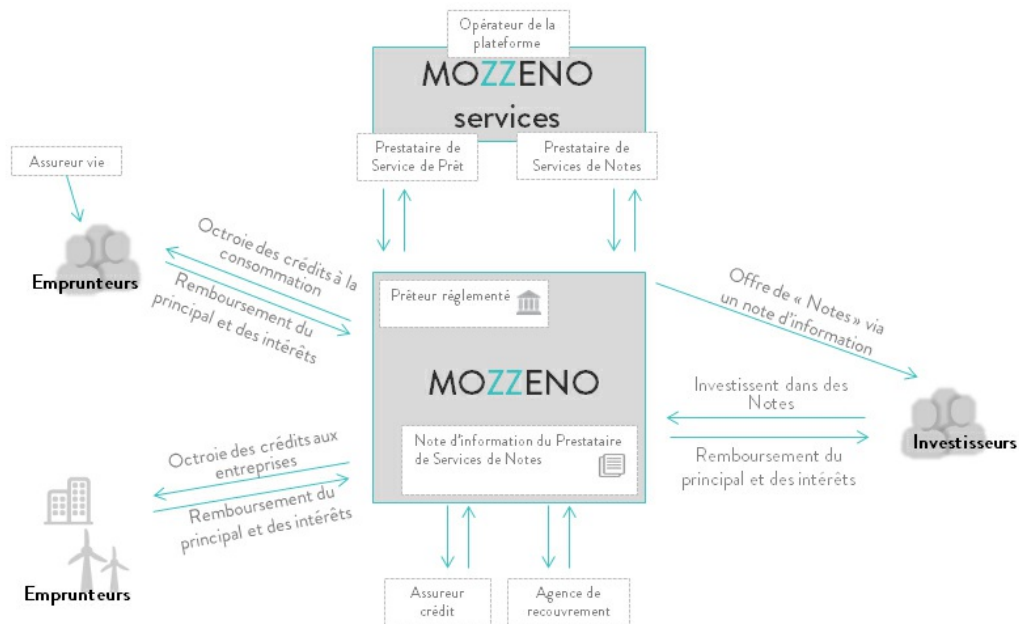 Opérateur de la
plateforme
MOZZENO
services
Prestataire de
Service de Prêt
Prestataire de
Services de Notes
Assureur vie
Emprunteurs
Octroie des crédits à la
consommation
Remboursement du
principal et des intérêts
Prêteur réglementé
MOZZENO
Note d'information du Prestataire
de Services de Notes
Offre de « Notes » via
un note d'information
Investissent dans des
Notes
Investisseurs
Remboursement du
principal et des intérêts
Octroie des crédits aux
entreprises
Remboursement du
principal et des intérêts
Emprunteurs
Assureur
crédit
Agence de
recouvrement